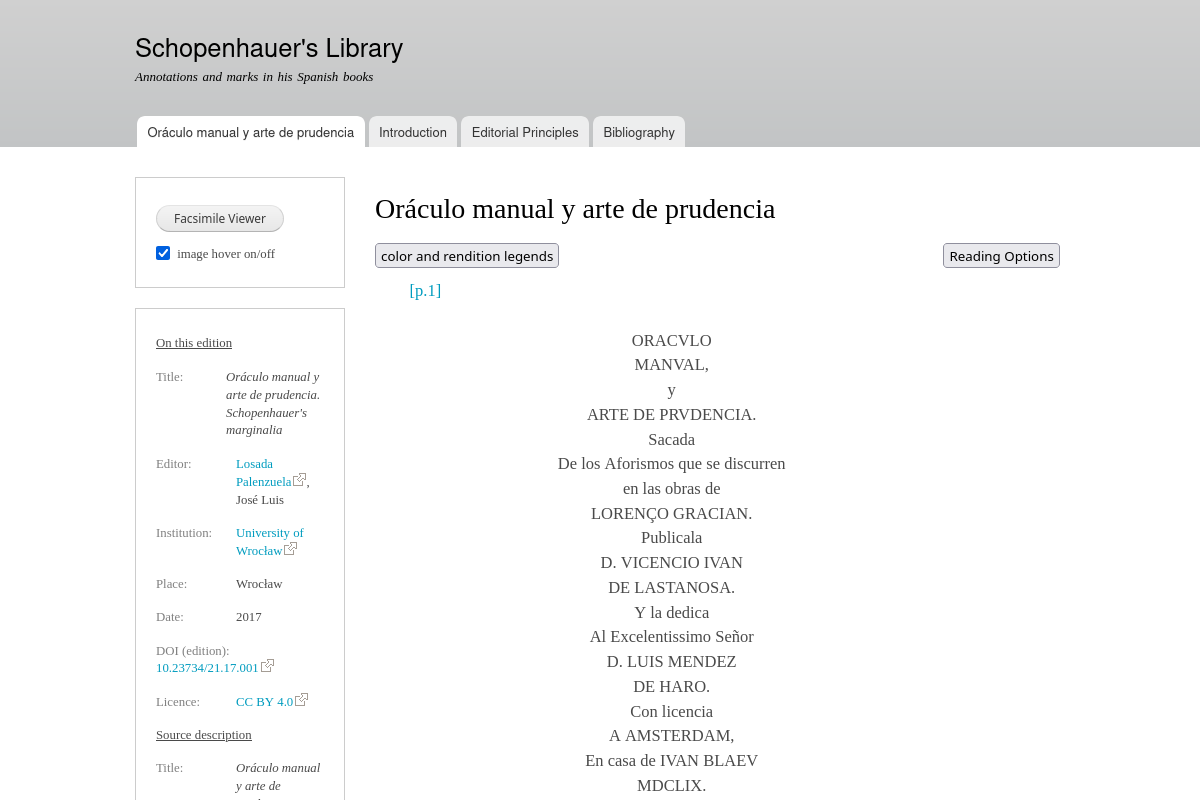 Schopenhauer's Library
Annotations and marks in his Spanish books
Oráculo manual y arte de prudencia
Introduction
Editorial Principles
Bibliography
Facsimile Viewer
image hover on/off
On this edition
Title: Oráculo manual y
arte de prudencia.
Schopenhauer's
marginalia
Editor: Losada
Palenzuela,
José Luis
Institution: University of
Wrocław
Place: Wrocław
Date: 2017
DOI (edition):
10.23734/21.17.001
Licence: CC BY 4.0
Source description
Title: Oráculo manual
y arte de
Oráculo manual y arte de prudencia
color and rendition legends
Reading Options
[p.1]
ORACVLO
MANVAL,
y
ARTE DE PRVDENCIA.
Sacada
De los Aforismos que se discurren
en las obras de
LORENÇO GRACIAN.
Publicala
D. VICENCIO IVAN
DE LASTANOSA.
Y la dedica
Al Excelentissimo Señor
D. LUIS MENDEZ
DE HARO.
Con licencia
A AMSTERDAM,
En casa de IVAN BLAEV
MDCLIX.